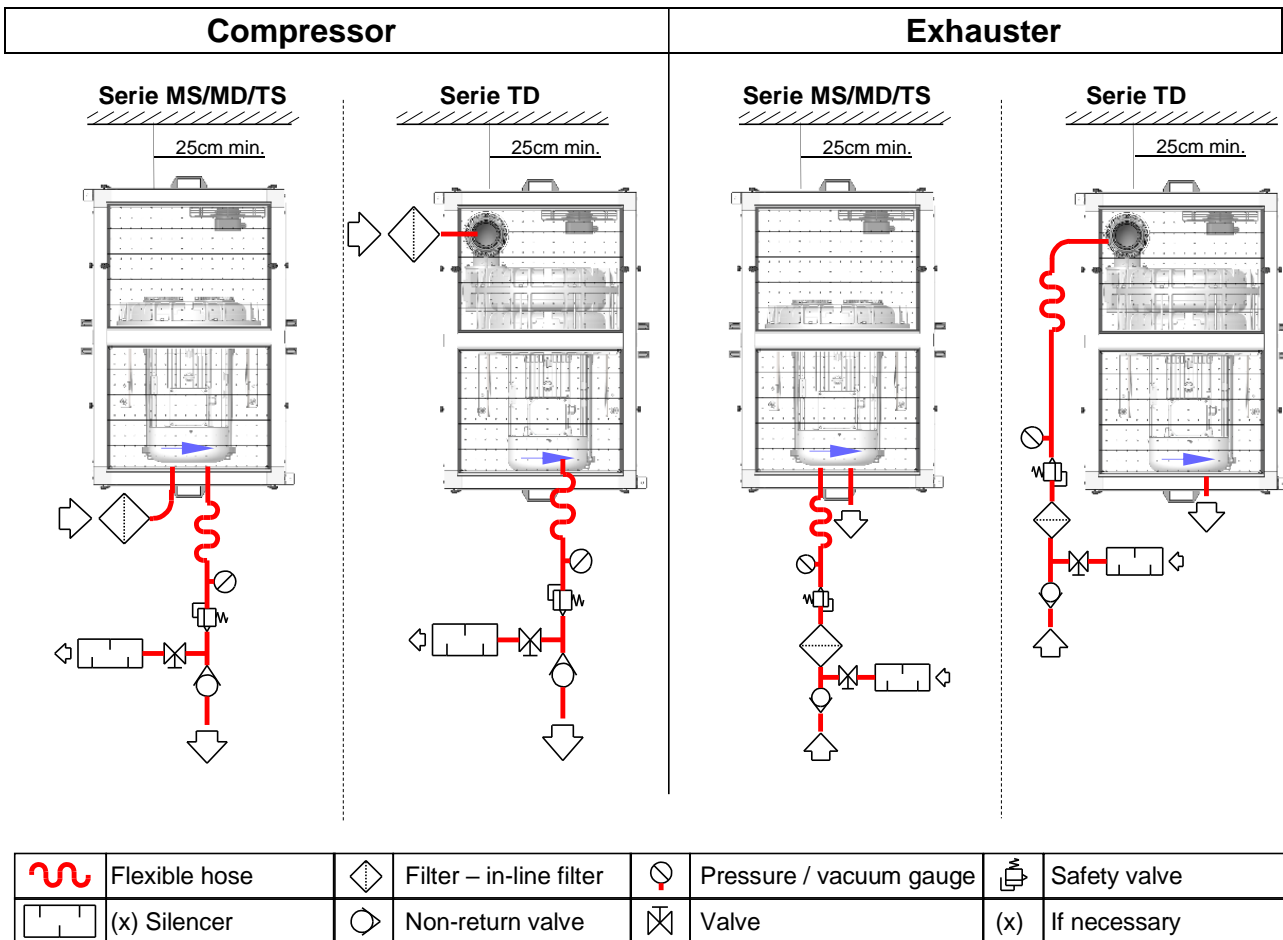 Compressor
Exhauster
Serie MS/MD/TS
Serie TD
Serie MS/MD/TS
Serie TD
25cm min.
25cm min.
25cm min.
25cm min.
Flexible hose
Filter – in-line filter
Pressure / vacuum gauge
Safety valve
(x) Silencer
Non-return valve
Valve
(x) If necessary